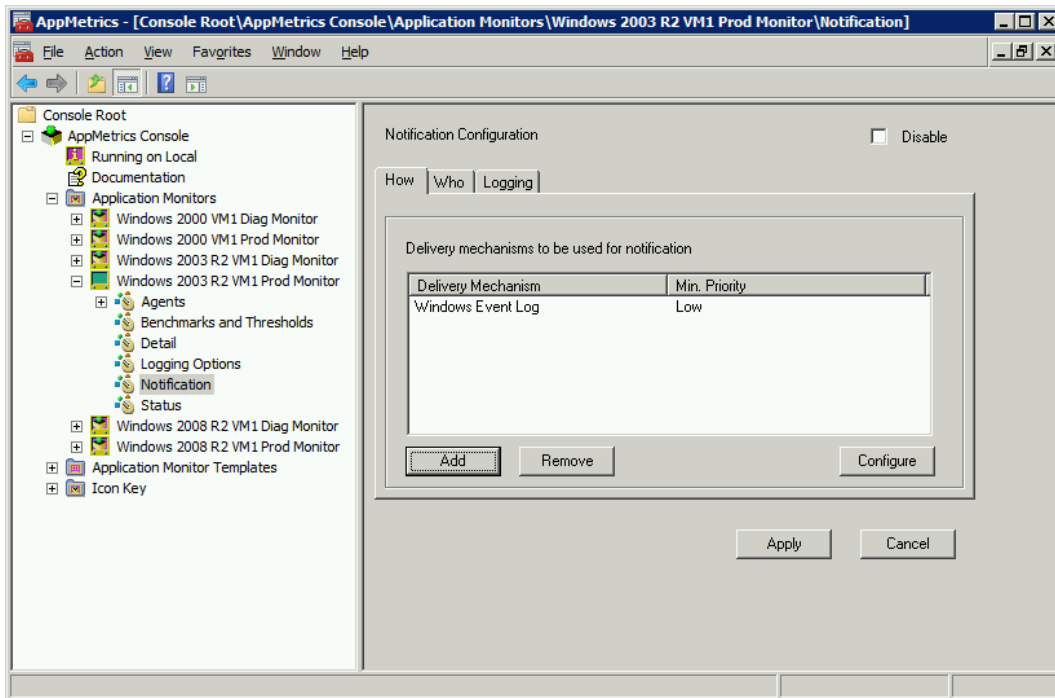 AppMetrics - [Console Root\AppMetrics Console\Application Monitors\Windows 2003 R2 VM1 Prod Monitor\Notification]
File Action View Favorites Window Help
Console Root
AppMetrics Console
Running on Local
Documentation
Application Monitors
Windows 2000 VM1 Diag Monitor
Windows 2000 VM1 Prod Monitor
Windows 2003 R2 VM1 Diag Monitor
Windows 2003 R2 VM1 Prod Monitor
Agents
Benchmarks and Thresholds
Detail
Logging Options
Notification
Status
Windows 2008 R2 VM1 Diag Monitor
Windows 2008 R2 VM1 Prod Monitor
Application Monitor Templates
Icon Key
Notification Configuration
Disable
How Who Logging
Delivery mechanisms to be used for notification
Delivery Mechanism Min. Priority
Windows Event Log Low
Add Remove Configure
Apply Cancel